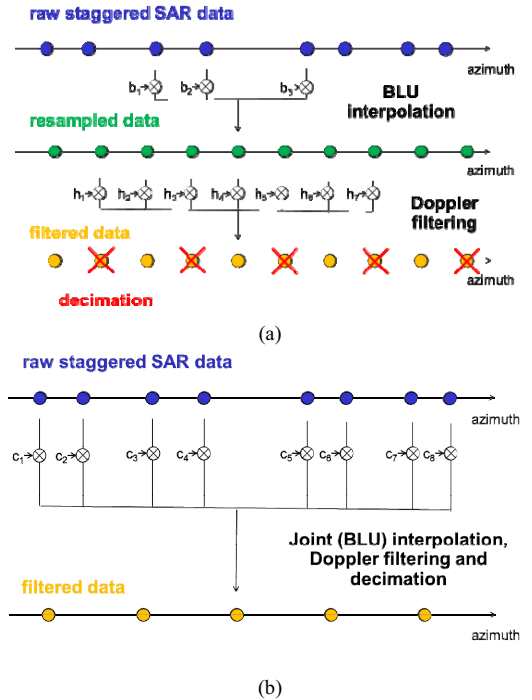 raw staggered SAR data
azimuth
b₁ b₂ b₃
BLU
interpolation
resampled data
azimuth
h₁ h₂ h₃ h₄ h₅ h₆ h₇
Doppler
filtering
filtered data
azimuth
decimation
(a)
raw staggered SAR data
azimuth
c₁ c₂ c₃ c₄ c₅ c₆ c₇ c₈
Joint (BLU) interpolation,
Doppler filtering and
decimation
filtered data
azimuth
(b)